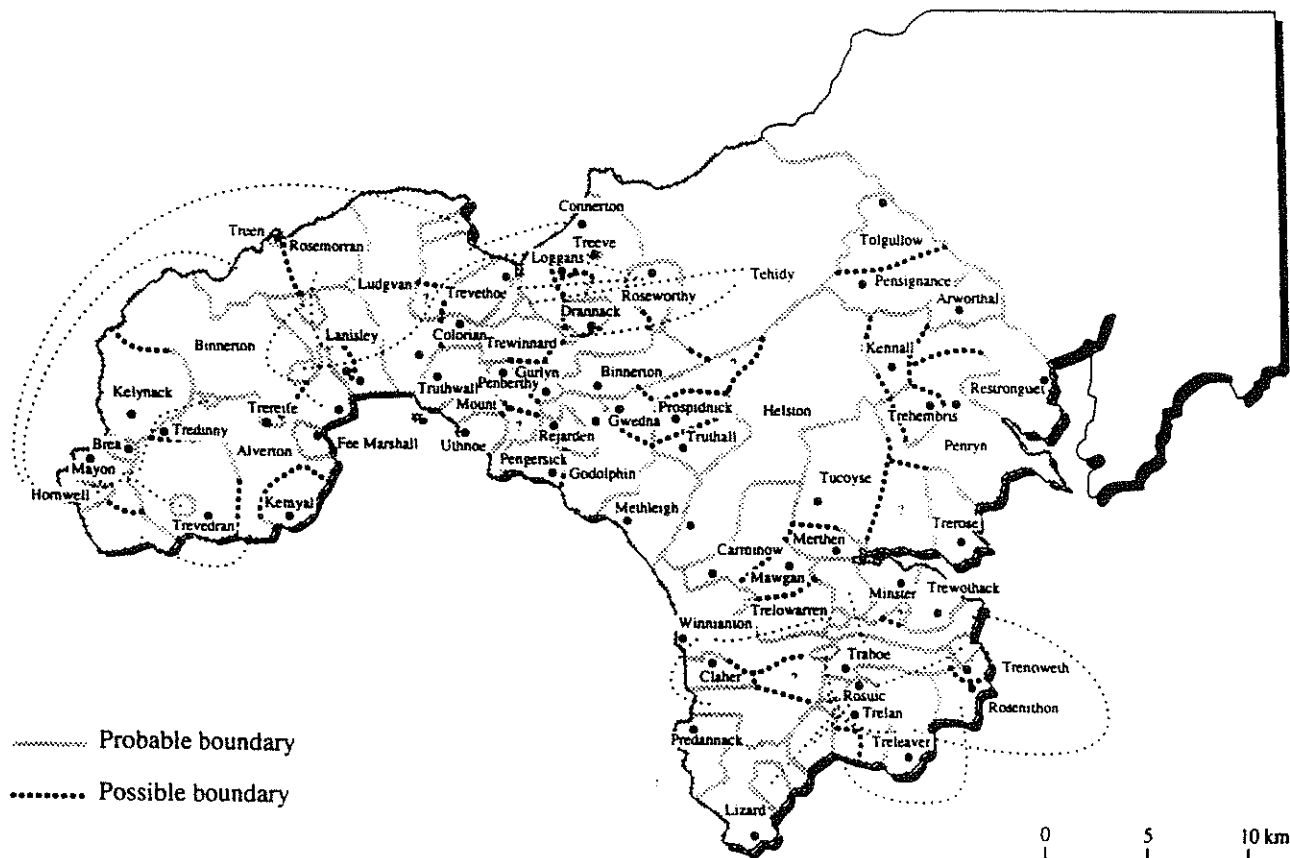 Connerton
Treen
Rosemorran
Treeve
Loggans
Tolgullow
Tehidy
Ludgvan
Trevethoe
Roseworthy
Pensignance
Arworthal
Drannack
Colorian
Lanisley
Binnerton
Trewinnard
Kennall
Gurlyn
Binnerton
Penberthy
Truthwall
Kelynack
Restronguet
Trereife
Mount
Prospidnick
Helston
Trehembris
Gwedna
Tredinny
Rejarden
Truthall
Brea
Alverton
Fee Marshall
Uthnoe
Penryn
Mayon
Pengersick
Godolphin
Hornwell
Tucoyse
Kemyal
Trevedran
Methleigh
Trerose
Merthen
Carminow
Mawgan
Minster
Trewothack
Trelowarren
Winnianton
Traboe
Trenoweth
Claher
Rosuic
Rosenithon
Trelan
Predannack
Treleaver
Probable boundary
Possible boundary
Lizard
0 5 10 km